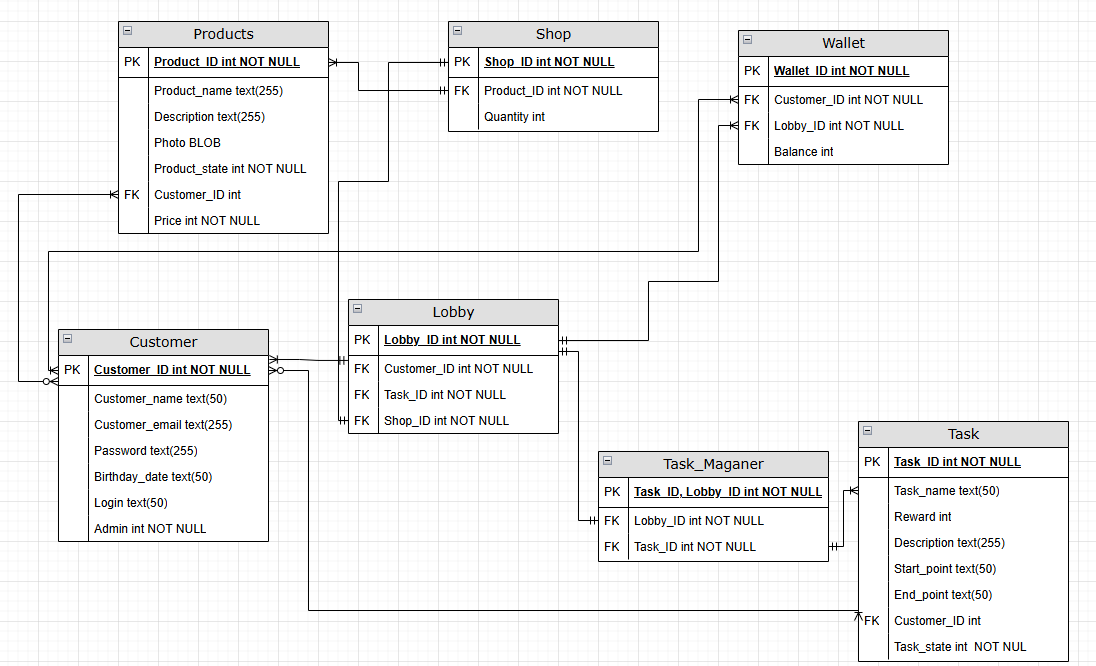 Products
PK Product_ID int NOT NULL
Product_name text(255)
Description text(255)
Photo BLOB
Product_state int NOT NULL
FK Customer_ID int
Price int NOT NULL
Shop
PK Shop_ID int NOT NULL
FK Product_ID int NOT NULL
Quantity int
Wallet
PK Wallet_ID int NOT NULL
FK Customer_ID int NOT NULL
FK Lobby_ID int NOT NULL
Balance int
Customer
PK Customer_ID int NOT NULL
Customer_name text(50)
Customer_email text(255)
Password text(255)
Birthday_date text(50)
Login text(50)
Admin int NOT NULL
Lobby
PK Lobby_ID int NOT NULL
FK Customer_ID int NOT NULL
FK Task_ID int NOT NULL
FK Shop_ID int NOT NULL
Task_Maganer
PK Task_ID, Lobby_ID int NOT NULL
FK Lobby_ID int NOT NULL
FK Task_ID int NOT NULL
Task
PK Task_ID int NOT NULL
Task_name text(50)
Reward int
Description text(255)
Start_point text(50)
End_point text(50)
FK Customer_ID int
Task_state int  NOT NUL